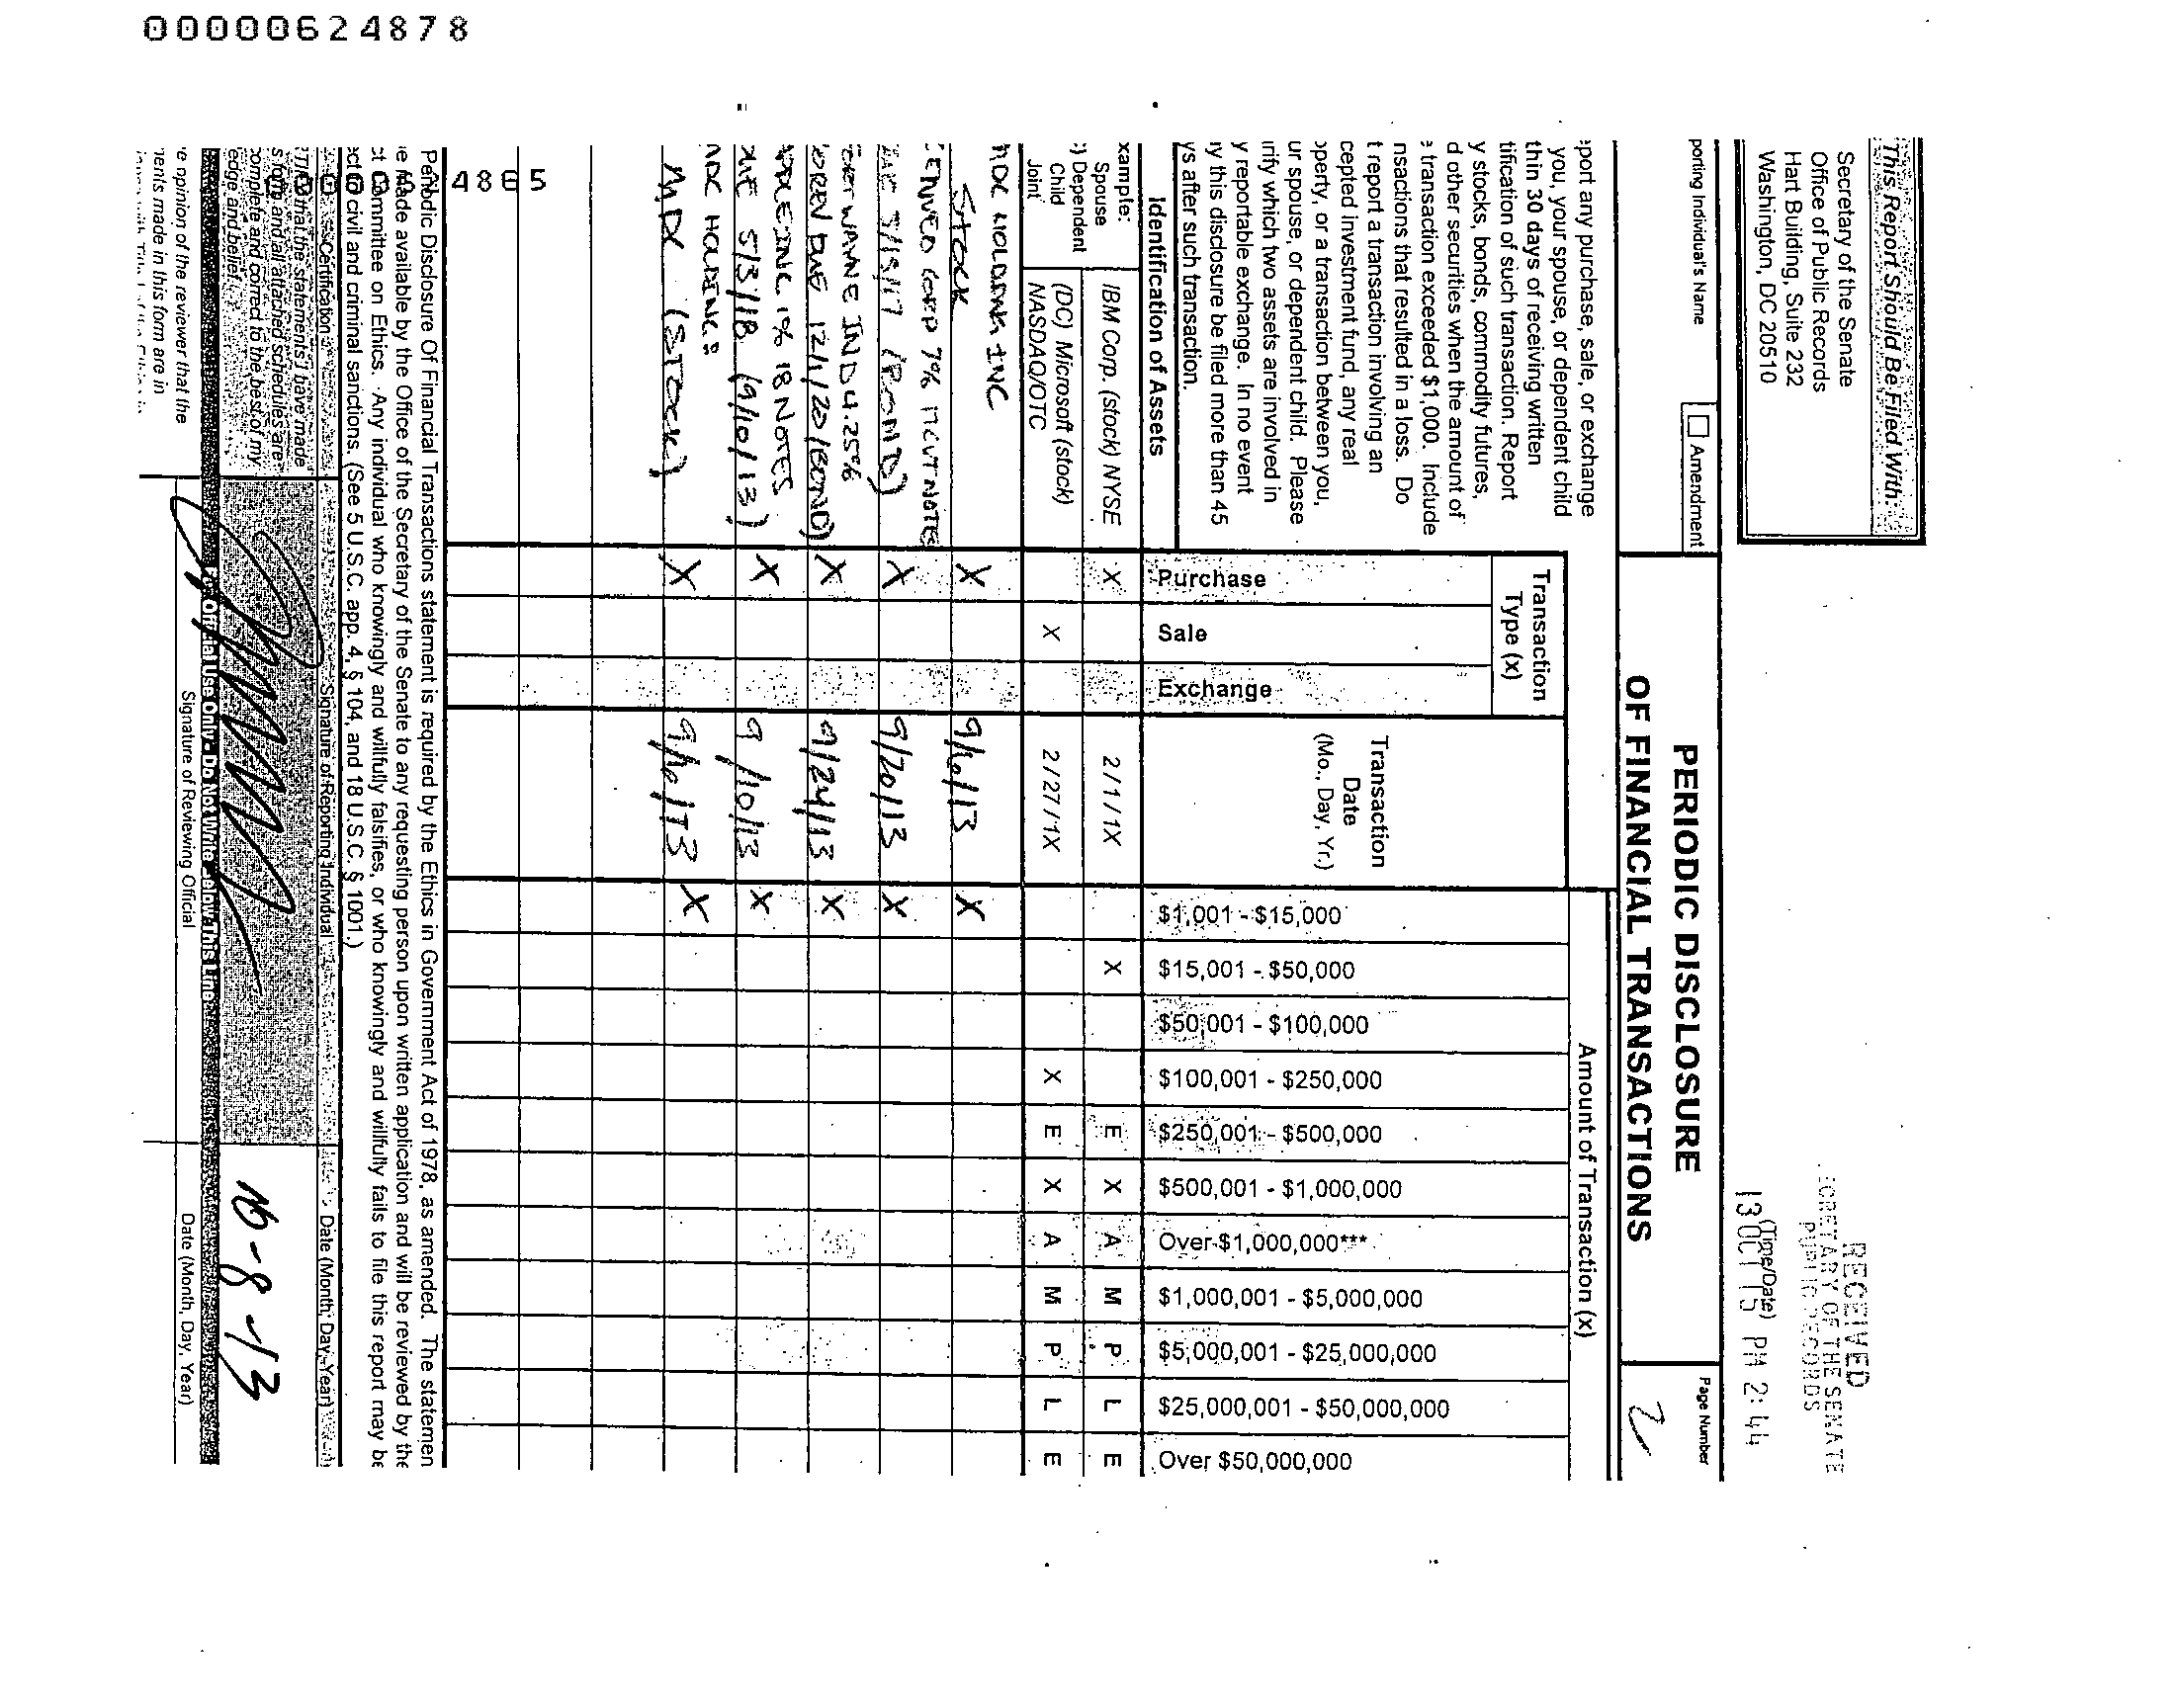 00000624878
This Report Should Be Filed With:
Secretary of the Senate
Office of Public Records
Hart Building, Suite 232
Washington, DC 20510
RECEIVED
SECRETARY OF THE SENATE
PUBLIC RECORDS
(Time/Date)
13 OCT 15 PM 2:44
porting Individual's Name
Amendment
PERIODIC DISCLOSURE
OF FINANCIAL TRANSACTIONS
Page Number
2
port any purchase, sale, or exchange
you, your spouse, or dependent child
thin 30 days of receiving written
tification of such transaction. Report
y stocks, bonds, commodity futures,
d other securities when the amount of
e transaction exceeded $1,000. Include
nsactions that resulted in a loss. Do
t report a transaction involving an
cepted investment fund, any real
operty, or a transaction between you,
ur spouse, or dependent child. Please
rify which two assets are involved in
y reportable exchange. In no event
y this disclosure be filed more than 45
ys after such transaction.
Identification of Assets
Transaction Type (x)
Purchase
Sale
Exchange
Transaction
Date
(Mo., Day, Yr.)
Amount of Transaction (x)
$1,001 - $15,000
$15,001 - $50,000
$50,001 - $100,000
$100,001 - $250,000
$250,001 - $500,000
$500,001 - $1,000,000
Over $1,000,000***
$1,000,001 - $5,000,000
$5,000,001 - $25,000,000
$25,000,001 - $50,000,000
Over $50,000,000
xample: Spouse IBM Corp. (stock) NYSE X 2/1/1X X E X A M P L E
) Dependent Child Joint (DC) Microsoft (stock) NASDAQ/OTC X 2/27/1X X E X A M P L E
MDC HOLDING INC
STOCK X 9/10/13 X
CORP 7% NOTE
5/15/17 (BOND) X 9/20/13 X
WAYNE IND 4.25%
DUE 12/1/20 (BOND) X 9/24/13 X
INC 1% 18 NOTES
DUE 5/3/18 (9/10/13) X 9/10/13 X
MDC HOLDINGS
MDC (STOCK) X 9/10/13 X
4865
Periodic Disclosure Of Financial Transactions statement is required by the Ethics in Government Act of 1978, as amended. The statemen
e made available by the Office of the Secretary of the Senate to any requesting person upon written application and will be reviewed by the
ct Committee on Ethics. Any individual who knowingly and willfully falsifies, or who knowingly and willfully fails to file this report may be
ect to civil and criminal sanctions. (See 5 U.S.C. app. 4, § 104, and 18 U.S.C. § 1001.)
Certification
Signature of Reporting Individual
Date (Month, Day, Year)
TIFY that the statements I have made
s form and all attached schedules are
omplete and correct to the best of my
edge and belief.
10-8-13
For Official Use Only - Do Not Write Below This Line
e opinion of the reviewer that the
nents made in this form are in
Signature of Reviewing Official
Date (Month, Day, Year)